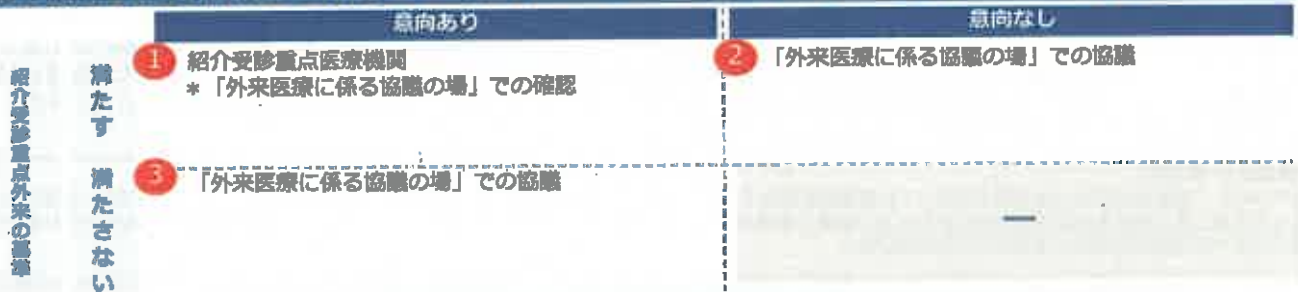 意向あり
意向なし
紹介受診重点外来の基準
満たす
1 紹介受診重点医療機関
＊「外来医療に係る協議の場」での確認
2 「外来医療に係る協議の場」での協議
満たさない
3 「外来医療に係る協議の場」での協議
ー